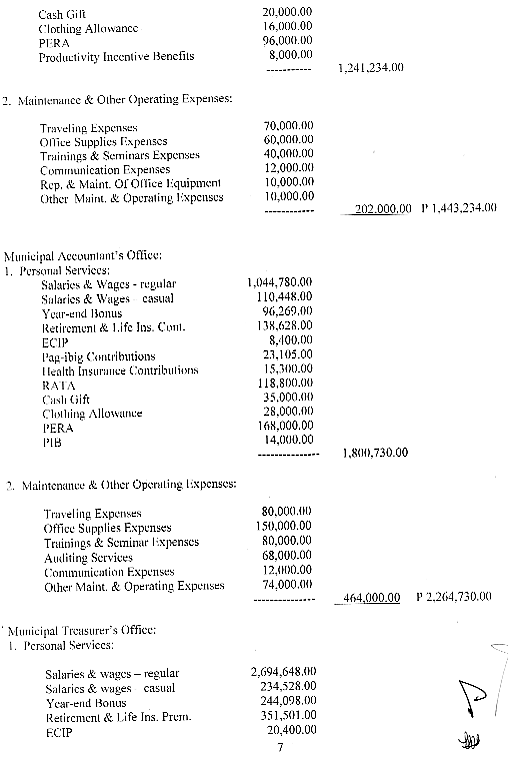 Cash Gift 20,000.00
Clothing Allowance 16,000.00
PERA 96,000.00
Productivity Incentive Benefits 8,000.00
----------- 1,241,234.00
2. Maintenance & Other Operating Expenses:
Traveling Expenses 70,000.00
Office Supplies Expenses 60,000.00
Trainings & Seminars Expenses 40,000.00
Communication Expenses 12,000.00
Rep. & Maint. Of Office Equipment 10,000.00
Other Maint. & Operating Expenses 10,000.00
------------ 202,000.00 P 1,443,234.00
Municipal Accountant's Office:
1. Personal Services:
Salaries & Wages - regular 1,044,780.00
Salaries & Wages casual 110,448.00
Year-end Bonus 96,269.00
Retirement & Life Ins. Cont. 138,628.00
ECIP 8,400.00
Pag-ibig Contributions 23,105.00
Health Insurance Contributions 15,300.00
RATA 118,800.00
Cash Gift 35,000.00
Clothing Allowance 28,000.00
PERA 168,000.00
PIB 14,000.00
--------------- 1,800,730.00
2. Maintenance & Other Operating Expenses:
Traveling Expenses 80,000.00
Office Supplies Expenses 150,000.00
Trainings & Seminar Expenses 80,000.00
Auditing Services 68,000.00
Communication Expenses 12,000.00
Other Maint. & Operating Expenses 74,000.00
--------------- 464,000.00 P 2,264,730.00
Municipal Treasurer's Office:
1. Personal Services:
Salaries & wages – regular 2,694,648.00
Salaries & wages casual 234,528.00
Year-end Bonus 244,098.00
Retirement & Life Ins. Prem. 351,501.00
ECIP 20,400.00
7